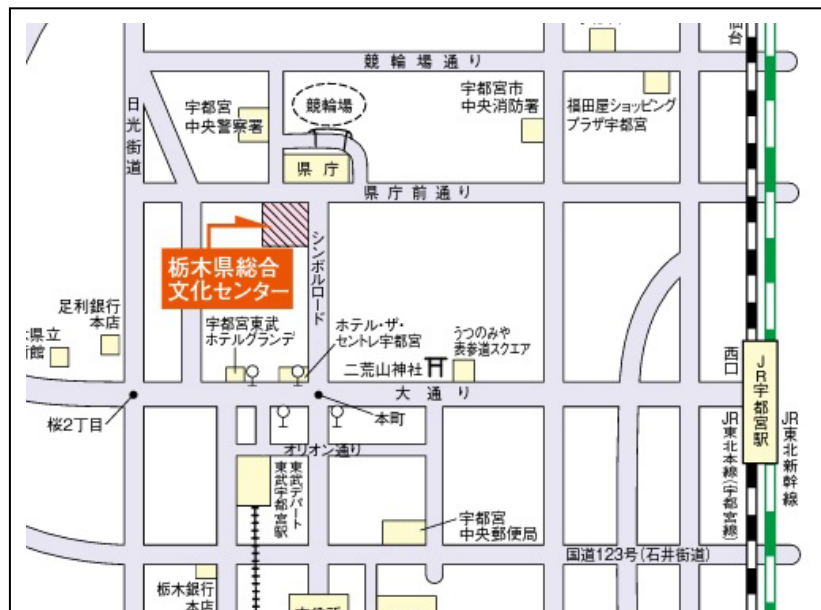 仙台
競輪場通り
日光街道
宇都宮
中央警察署
競輪場
宇都宮市
中央消防署
福田屋ショッピング
プラザ宇都宮
県庁
県庁前通り
シンボルロード
栃木県総合
文化センター
足利銀行
本店
県立
館
宇都宮東武
ホテルグランデ
ホテル・ザ・
セントレ宇都宮
二荒山神社
うつのみや
表参道スクエア
西口
JR宇都宮駅
大通り
桜2丁目
本町
オリオン通り
東武デパート
東武宇都宮駅
JR東北本線(宇都宮線)
JR東北新幹線
宇都宮
中央郵便局
国道123号(石井街道)
栃木銀行
本店
市役所